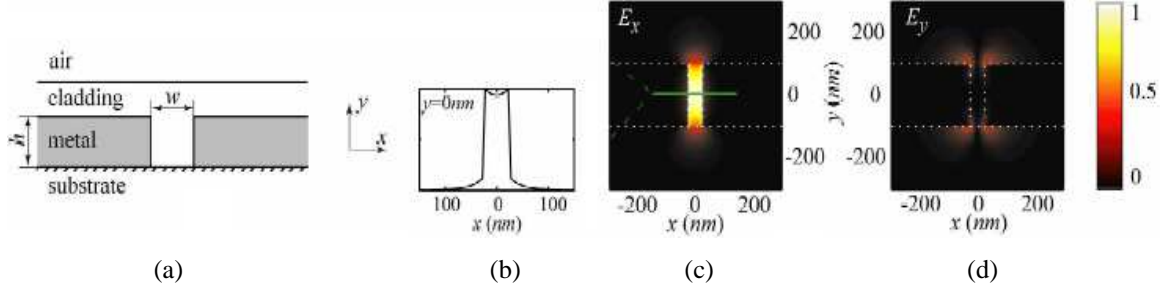 air
cladding
w
h
metal
substrate
y
x
y=0nm
100 0 100
x (nm)
E_x
200
0
-200
-200 0 200
x (nm)
y (nm)
E_y
200
0
-200
-200 0 200
x (nm)
1
0.5
0
(a) (b) (c) (d)